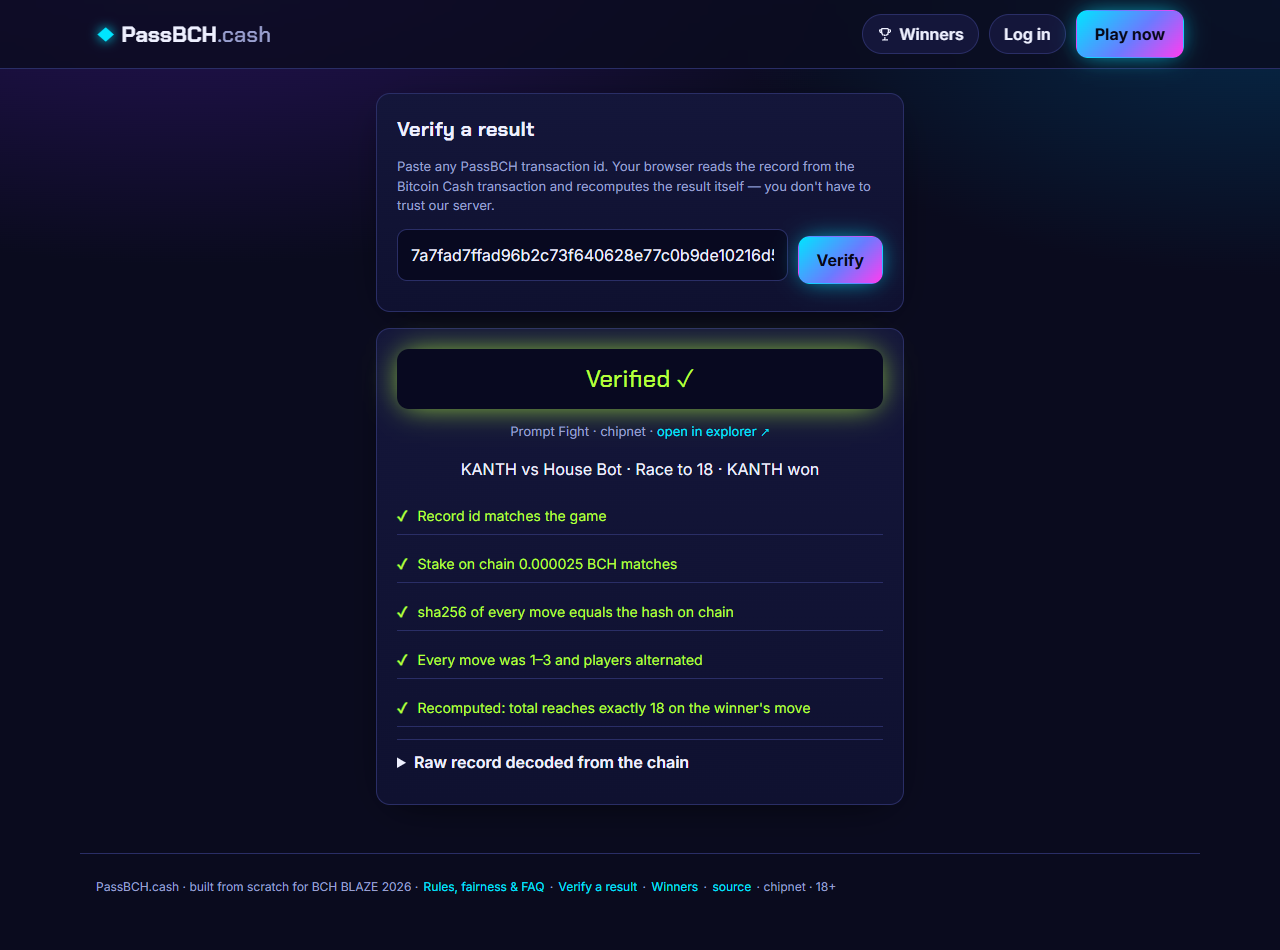 PassBCH.cash
Winners
Log in
Play now
Verify a result
Paste any PassBCH transaction id. Your browser reads the record from the
Bitcoin Cash transaction and recomputes the result itself — you don't have to
trust our server.
7a7fad7ffad96b2c73f640628e77c0b9de10216d
Verify
Verified ✓
Prompt Fight · chipnet · open in explorer ↗
KANTH vs House Bot · Race to 18 · KANTH won
✓ Record id matches the game
✓ Stake on chain 0.000025 BCH matches
✓ sha256 of every move equals the hash on chain
✓ Every move was 1–3 and players alternated
✓ Recomputed: total reaches exactly 18 on the winner's move
▶ Raw record decoded from the chain
PassBCH.cash · built from scratch for BCH BLAZE 2026 · Rules, fairness & FAQ · Verify a result · Winners · source · chipnet · 18+